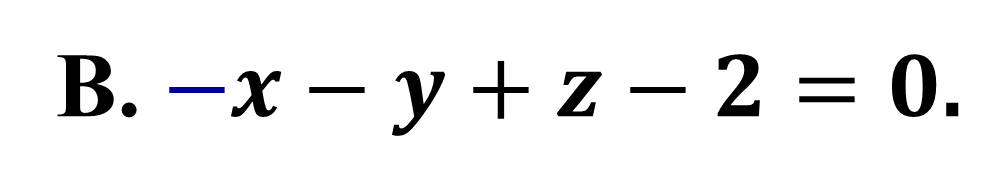 B. −x − y + z − 2 = 0.